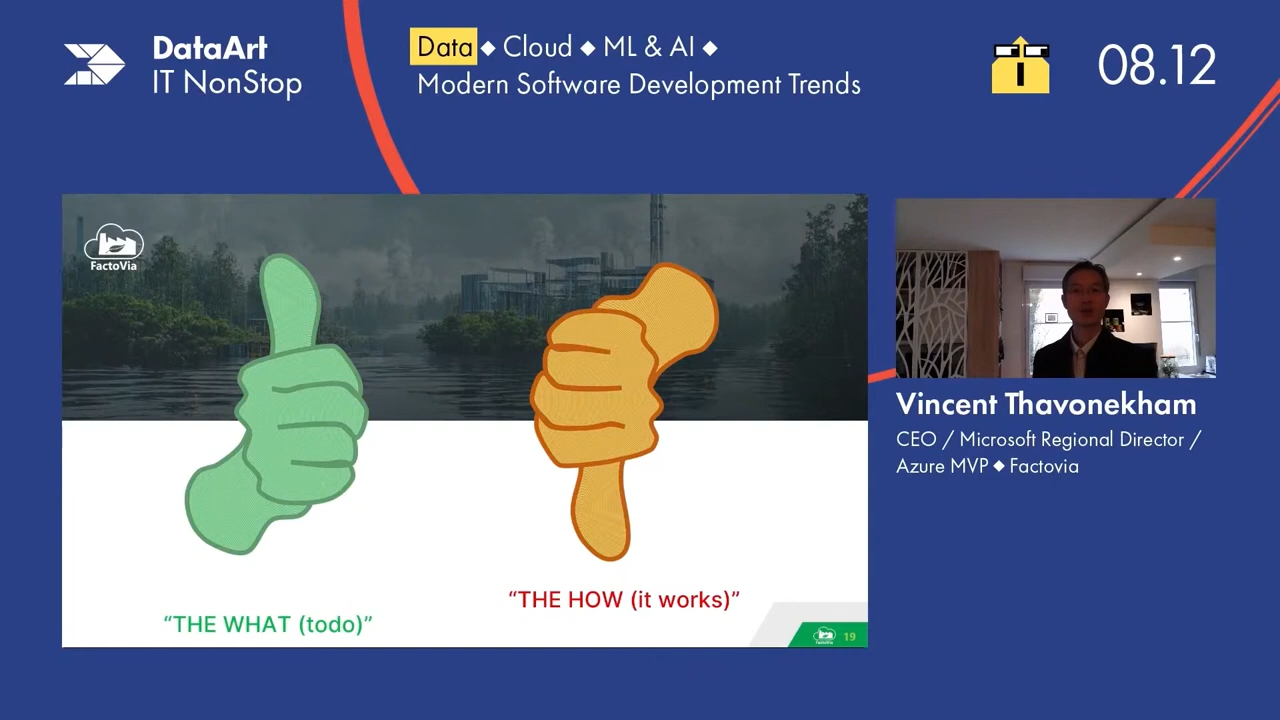 DataArt
IT NonStop
Data ◆ Cloud ◆ ML & AI ◆
Modern Software Development Trends
08.12
FactoVia
“THE WHAT (todo)”
“THE HOW (it works)”
FactoVia
19
Vincent Thavonekham
CEO / Microsoft Regional Director /
Azure MVP ◆ Factovia